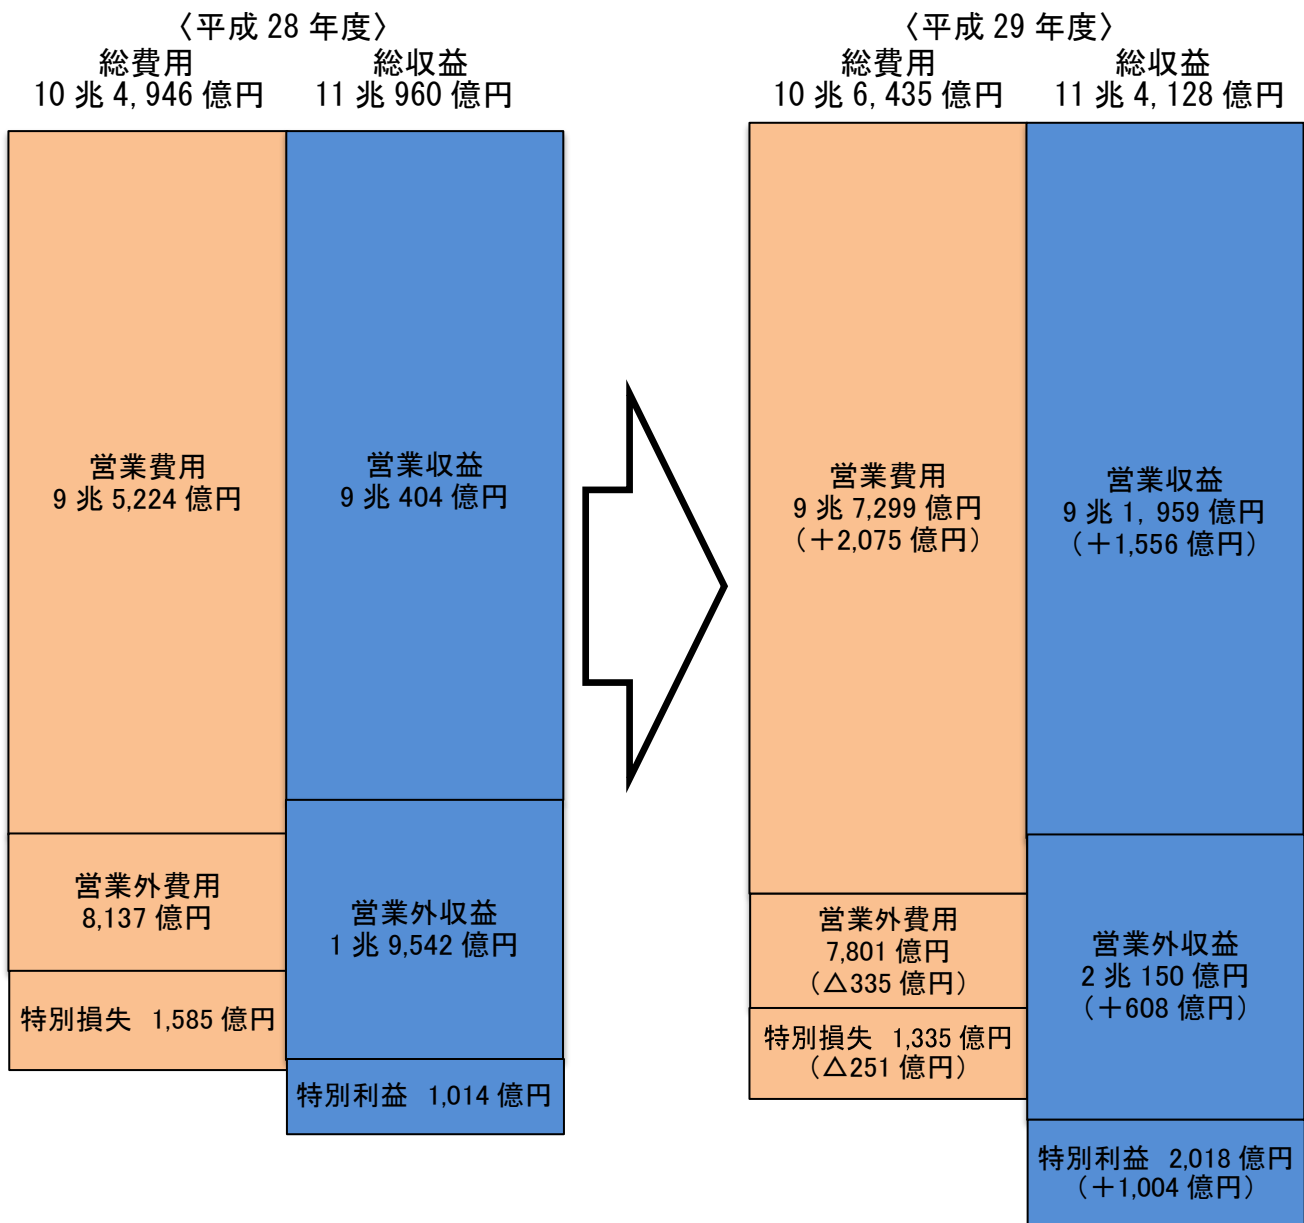 〈平成 28 年度〉
総費用
10 兆 4, 946 億円
総収益
11 兆 960 億円
営業費用
9 兆 5,224 億円
営業収益
9 兆 404 億円
営業外費用
8,137 億円
営業外収益
1 兆 9,542 億円
特別損失 1,585 億円
特別利益 1,014 億円
〈平成 29 年度〉
総費用
10 兆 6, 435 億円
総収益
11 兆 4, 128 億円
営業費用
9 兆 7,299 億円
(+2,075 億円)
営業収益
9 兆 1, 959 億円
(+1,556 億円)
営業外費用
7,801 億円
(△335 億円)
営業外収益
2 兆 150 億円
(+608 億円)
特別損失 1,335 億円
(△251 億円)
特別利益 2,018 億円
(+1,004 億円)